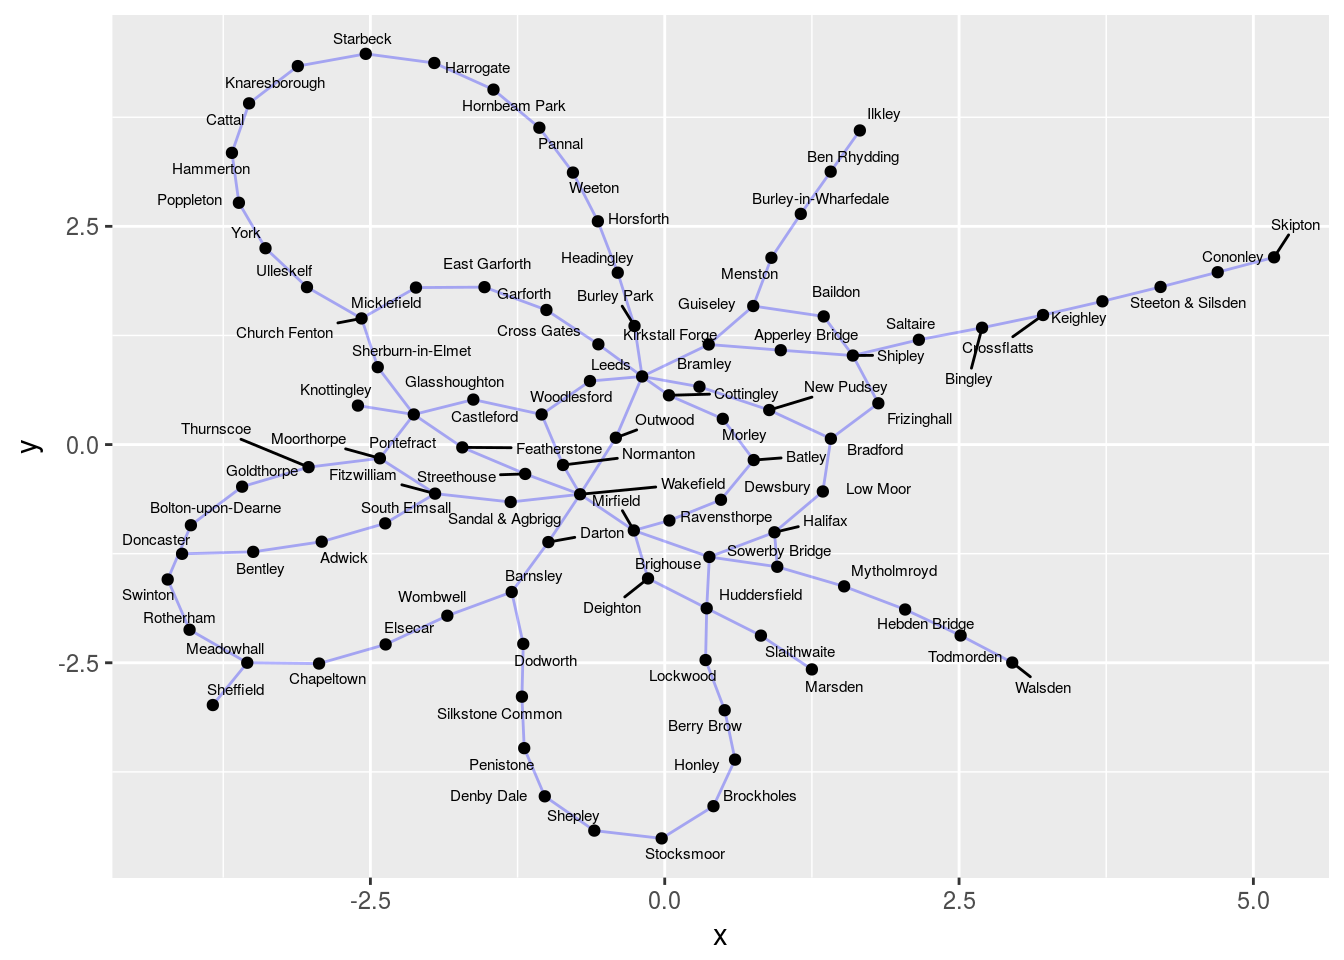 Starbeck
Harrogate
Knaresborough
Hornbeam Park
Cattal
Ilkley
Pannal
Ben Rhydding
Hammerton
Weeton
Poppleton
Burley-in-Wharfedale
Horsforth
Skipton
2.5
York
Headingley
Cononley
East Garforth
Ulleskelf
Menston
Burley Park
Garforth
Baildon
Micklefield
Guiseley
Steeton & Silsden
Keighley
Saltaire
Church Fenton
Cross Gates
Kirkstall Forge
Apperley Bridge
Crossflatts
Sherburn-in-Elmet
Shipley
Leeds
Bramley
Bingley
Glasshoughton
New Pudsey
Knottingley
Woodlesford
Cottingley
Castleford
Outwood
Frizinghall
Thurnscoe
Moorthorpe
Pontefract
Morley
y
0.0
Featherstone
Normanton
Bradford
Batley
Goldthorpe
Fitzwilliam
Streethouse
Wakefield
Dewsbury
Low Moor
Bolton-upon-Dearne
South Elmsall
Mirfield
Sandal & Agbrigg
Ravensthorpe
Halifax
Doncaster
Darton
Sowerby Bridge
Adwick
Bentley
Brighouse
Mytholmroyd
Barnsley
Swinton
Wombwell
Deighton
Huddersfield
Rotherham
Elsecar
Hebden Bridge
Meadowhall
Slaithwaite
Todmorden
-2.5
Dodworth
Chapeltown
Lockwood
Marsden
Walsden
Sheffield
Silkstone Common
Berry Brow
Penistone
Honley
Denby Dale
Brockholes
Shepley
Stocksmoor
-2.5
0.0
2.5
5.0
x